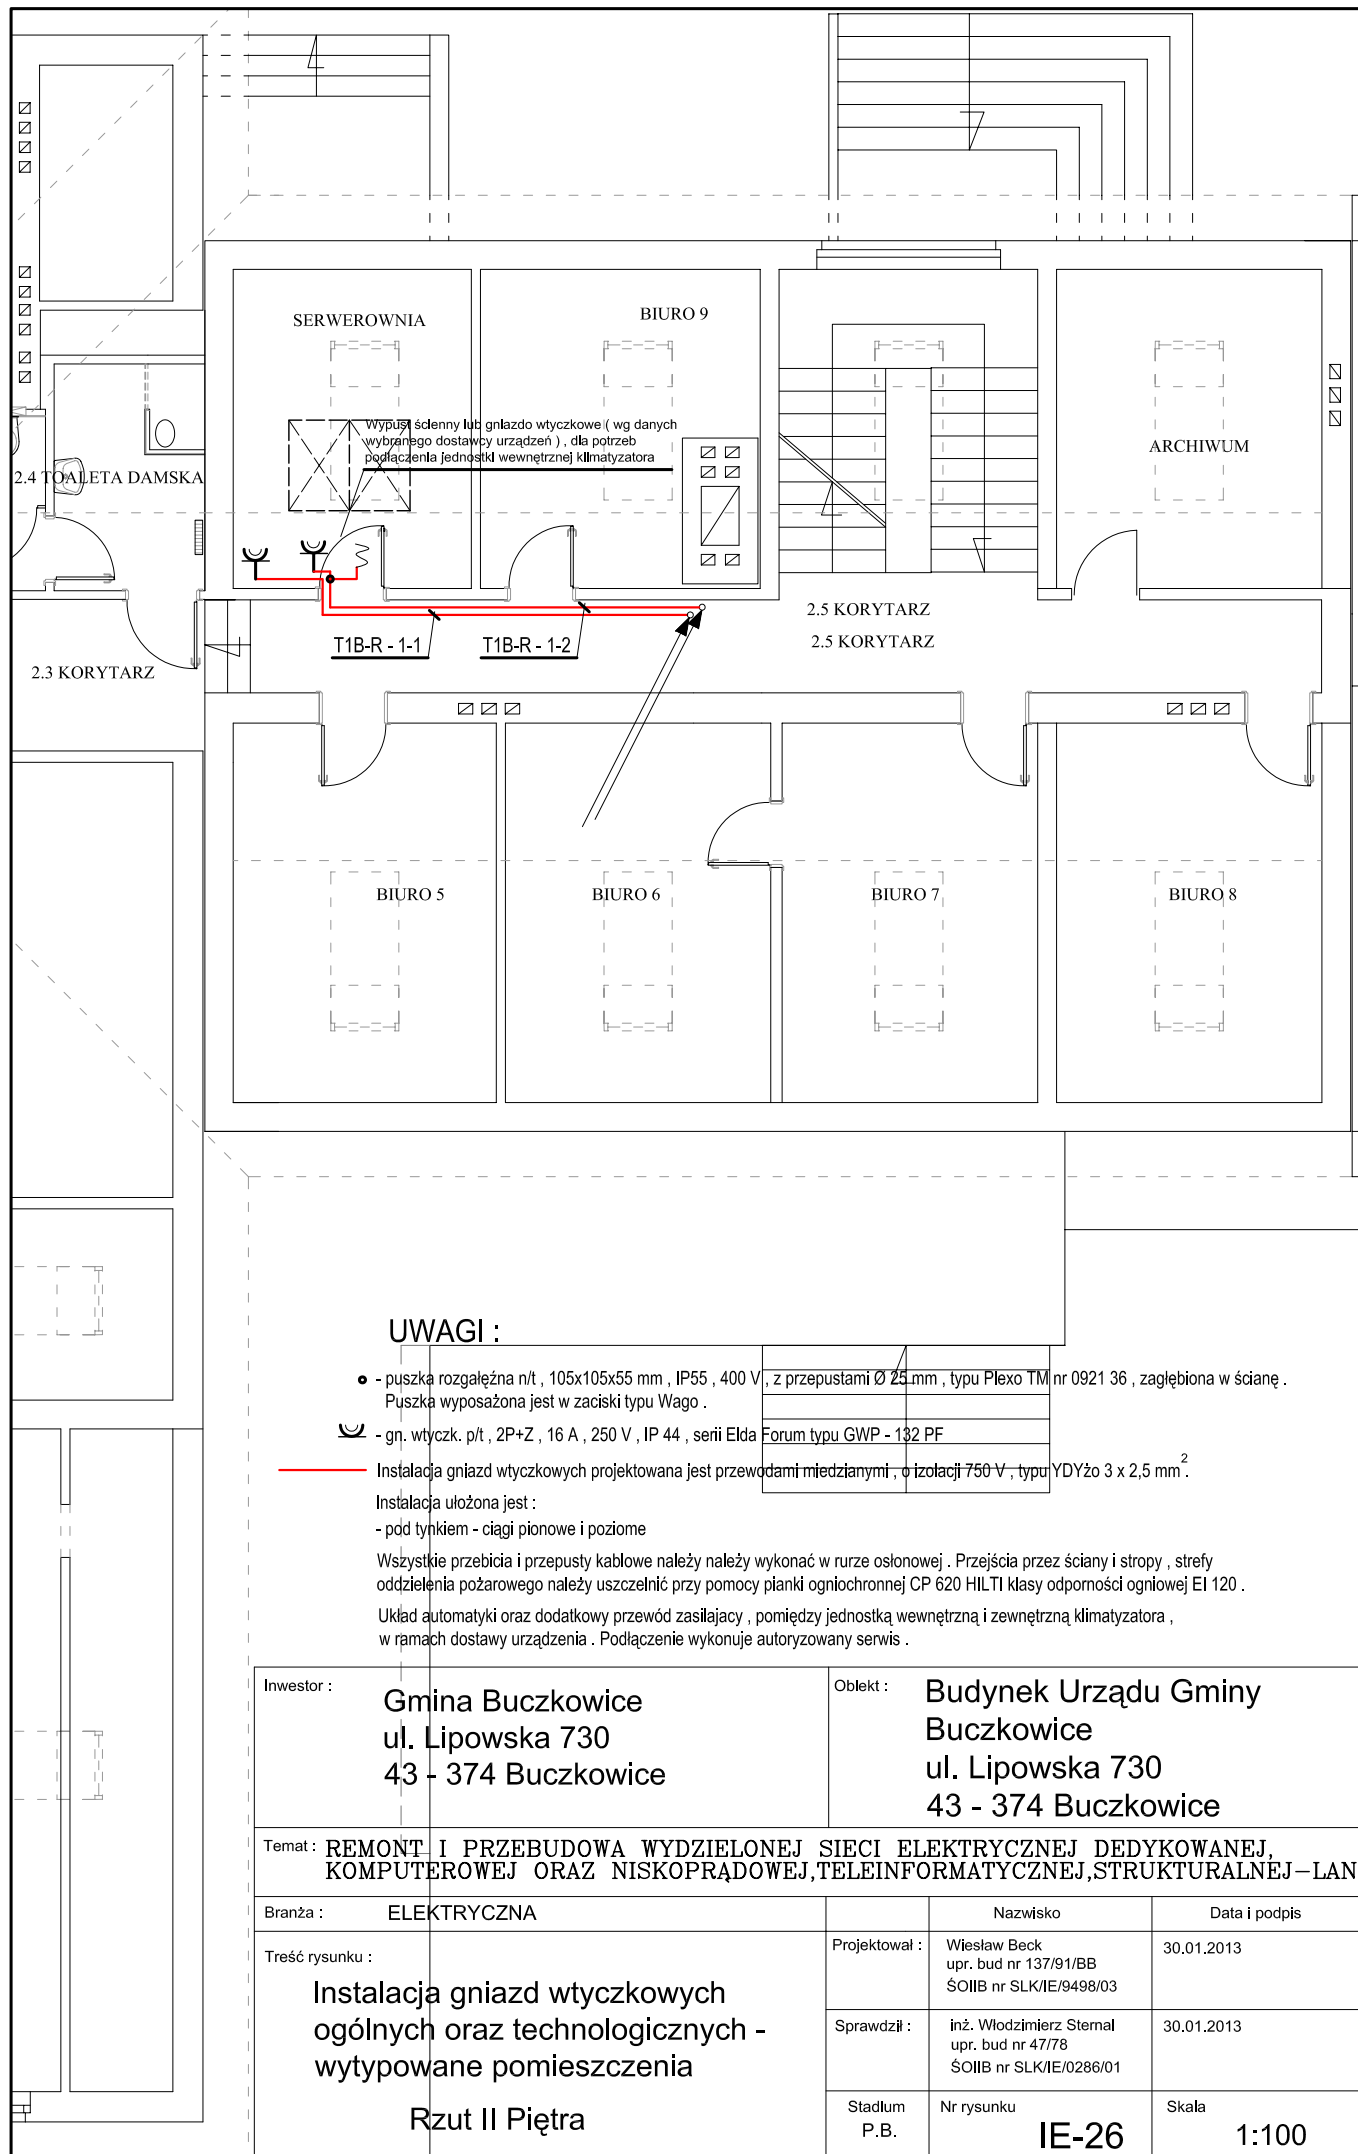 SERWEROWNIA
BIURO 9
Wypust ścienny lub gniazdo wtyczkowe ( wg danych
wybranego dostawcy urządzeń ) , dla potrzeb
podłączenia jednostki wewnętrznej klimatyzatora
ARCHIWUM
2.4 TOALETA DAMSKA
2.5 KORYTARZ
2.5 KORYTARZ
T1B-R - 1-1
T1B-R - 1-2
2.3 KORYTARZ
BIURO 5
BIURO 6
BIURO 7
BIURO 8
UWAGI :
- puszka rozgałęźna n/t , 105x105x55 mm , IP55 , 400 V , z przepustami Ø 25 mm , typu Plexo TM nr 0921 36 , zagłębiona w ścianę .
Puszka wyposażona jest w zaciski typu Wago .
- gn. wtyczk. p/t , 2P+Z , 16 A , 250 V , IP 44 , serii Elda Forum typu GWP - 132 PF
Instalacja gniazd wtyczkowych projektowana jest przewodami miedzianymi , o izolacji 750 V , typu YDYżo 3 x 2,5 mm².
Instalacja ułożona jest :
- pod tynkiem - ciągi pionowe i poziome
Wszystkie przebicia i przepusty kablowe należy należy wykonać w rurze osłonowej . Przejścia przez ściany i stropy , strefy
oddzielenia pożarowego należy uszczelnić przy pomocy pianki ogniochronnej CP 620 HILTI klasy odporności ogniowej EI 120 .
Układ automatyki oraz dodatkowy przewód zasilajacy , pomiędzy jednostką wewnętrzną i zewnętrzną klimatyzatora ,
w ramach dostawy urządzenia . Podłączenie wykonuje autoryzowany serwis .
Inwestor :
Gmina Buczkowice
ul. Lipowska 730
43 - 374 Buczkowice
Obiekt :
Budynek Urządu Gminy
Buczkowice
ul. Lipowska 730
43 - 374 Buczkowice
Temat : REMONT I PRZEBUDOWA WYDZIELONEJ SIECI ELEKTRYCZNEJ DEDYKOWANEJ,
KOMPUTEROWEJ ORAZ NISKOPRĄDOWEJ,TELEINFORMATYCZNEJ,STRUKTURALNEJ-LAN
Branża : ELEKTRYCZNA
Nazwisko
Data i podpis
Treść rysunku :
Instalacja gniazd wtyczkowych
ogólnych oraz technologicznych -
wytypowane pomieszczenia
Rzut II Piętra
Projektował :
Wiesław Beck
upr. bud nr 137/91/BB
ŚOIIB nr SLK/IE/9498/03
30.01.2013
Sprawdził :
inż. Włodzimierz Sternal
upr. bud nr 47/78
ŚOIIB nr SLK/IE/0286/01
30.01.2013
Stadium
P.B.
Nr rysunku
IE-26
Skala
1:100